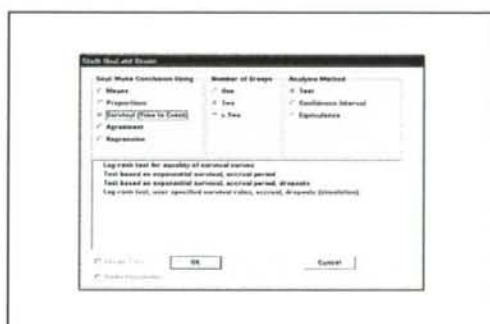 Study Goal and Design
Goal: Make Conclusion Using
Number of Groups
Analysis Method
Means
One
Test
Proportions
Two
Confidence Interval
Survival (Time to Event)
> Two
Equivalence
Agreement
Regression
Log-rank test for equality of survival curves
Test based on exponential survival, accrual period
Test based on exponential survival, accrual period, dropouts
Log-rank test, user specified survival rates, accrual, dropouts (simulation)
OK
Cancel